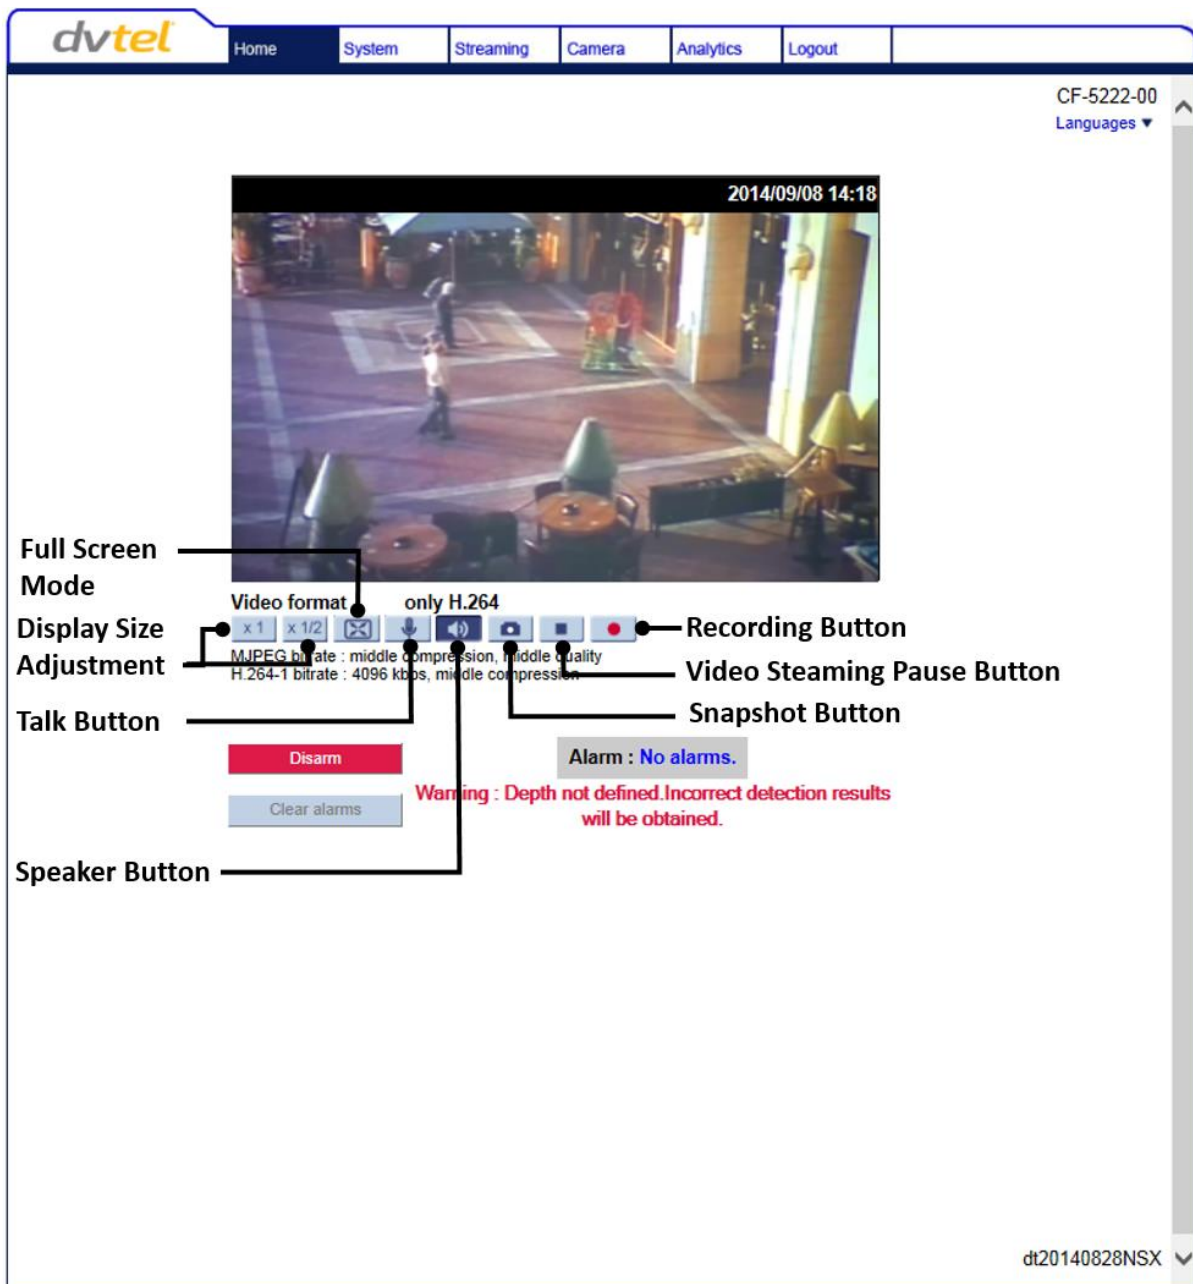 dvtel
Home System Streaming Camera Analytics Logout
CF-5222-00
Languages
2014/09/08 14:18
Full Screen
Mode
Video format only H.264
Display Size
Adjustment
x 1 x 1/2
Recording Button
MJPEG bitrate : middle compression, middle quality
H.264-1 bitrate : 4096 kbps, middle compression
Video Steaming Pause Button
Talk Button
Snapshot Button
Disarm
Alarm : No alarms.
Clear alarms
Warning : Depth not defined.Incorrect detection results
will be obtained.
Speaker Button
dt20140828NSX